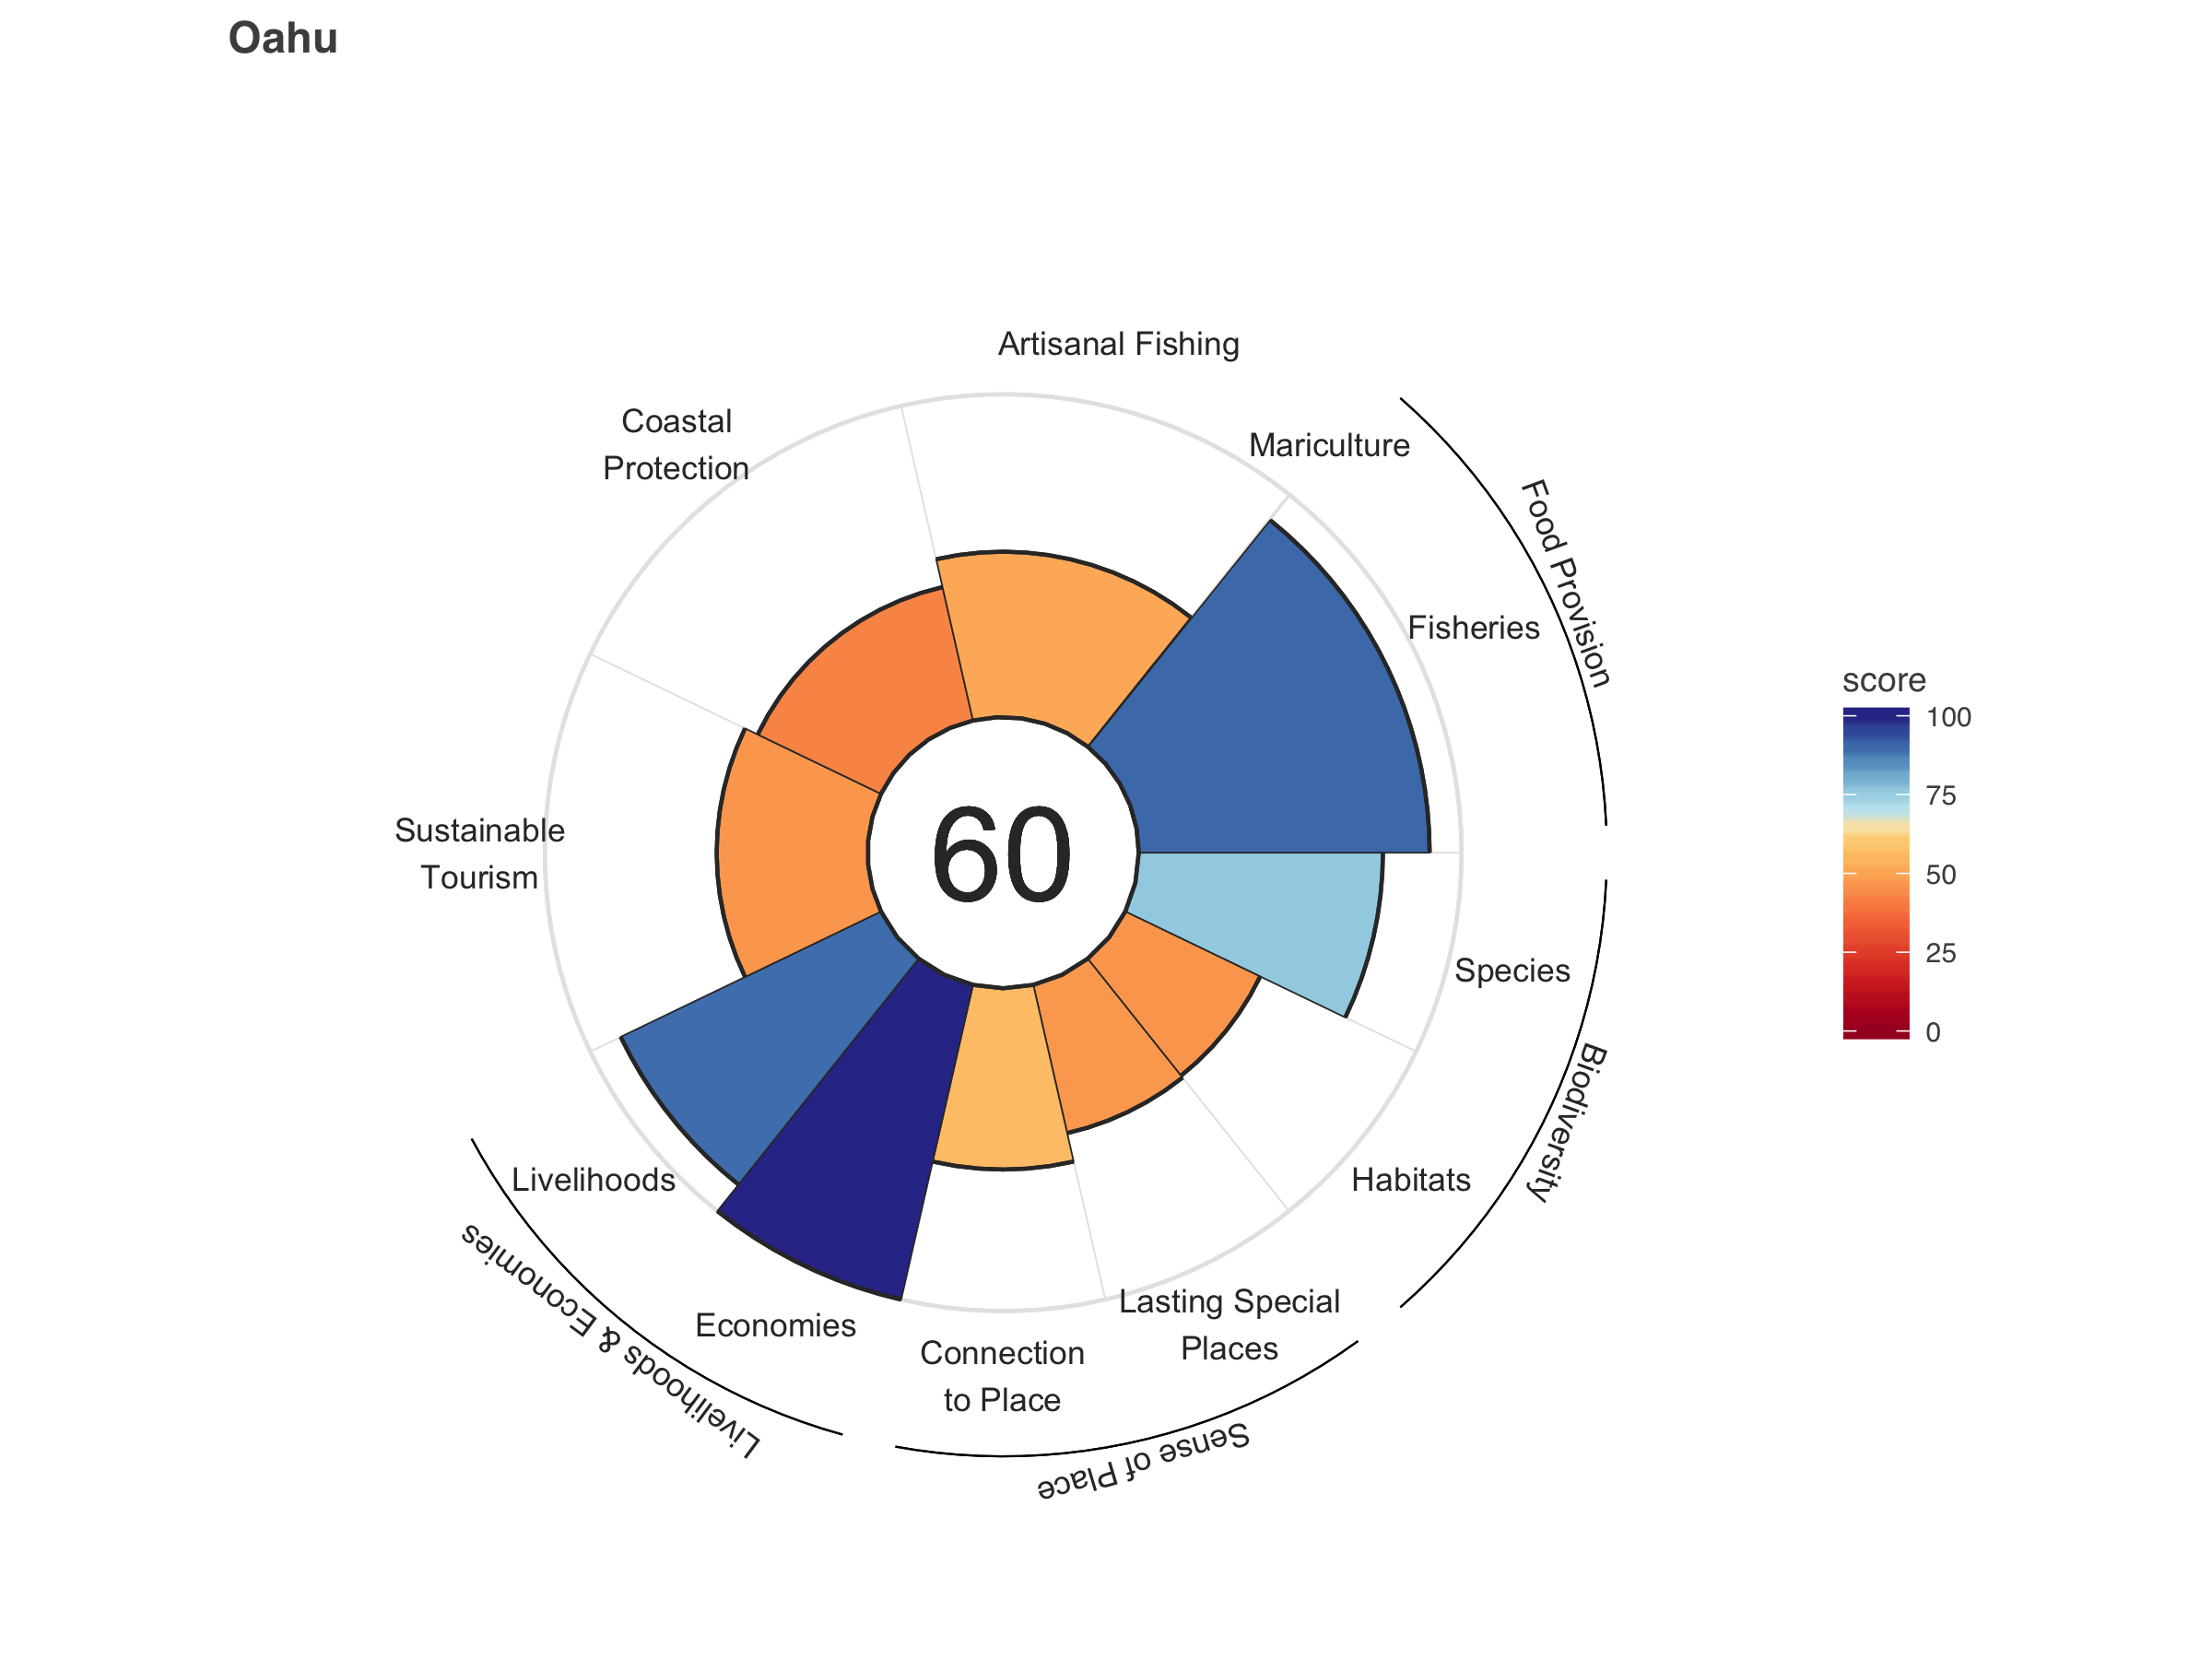 Oahu
Artisanal Fishing
Coastal
Protection
Mariculture
Food Provision
Fisheries
score
100
75
50
25
0
60
Sustainable
Tourism
Species
Biodiversity
Livelihoods
Habitats
Livelihoods & Economies
Economies
Lasting Special
Places
Connection
to Place
Sense of Place